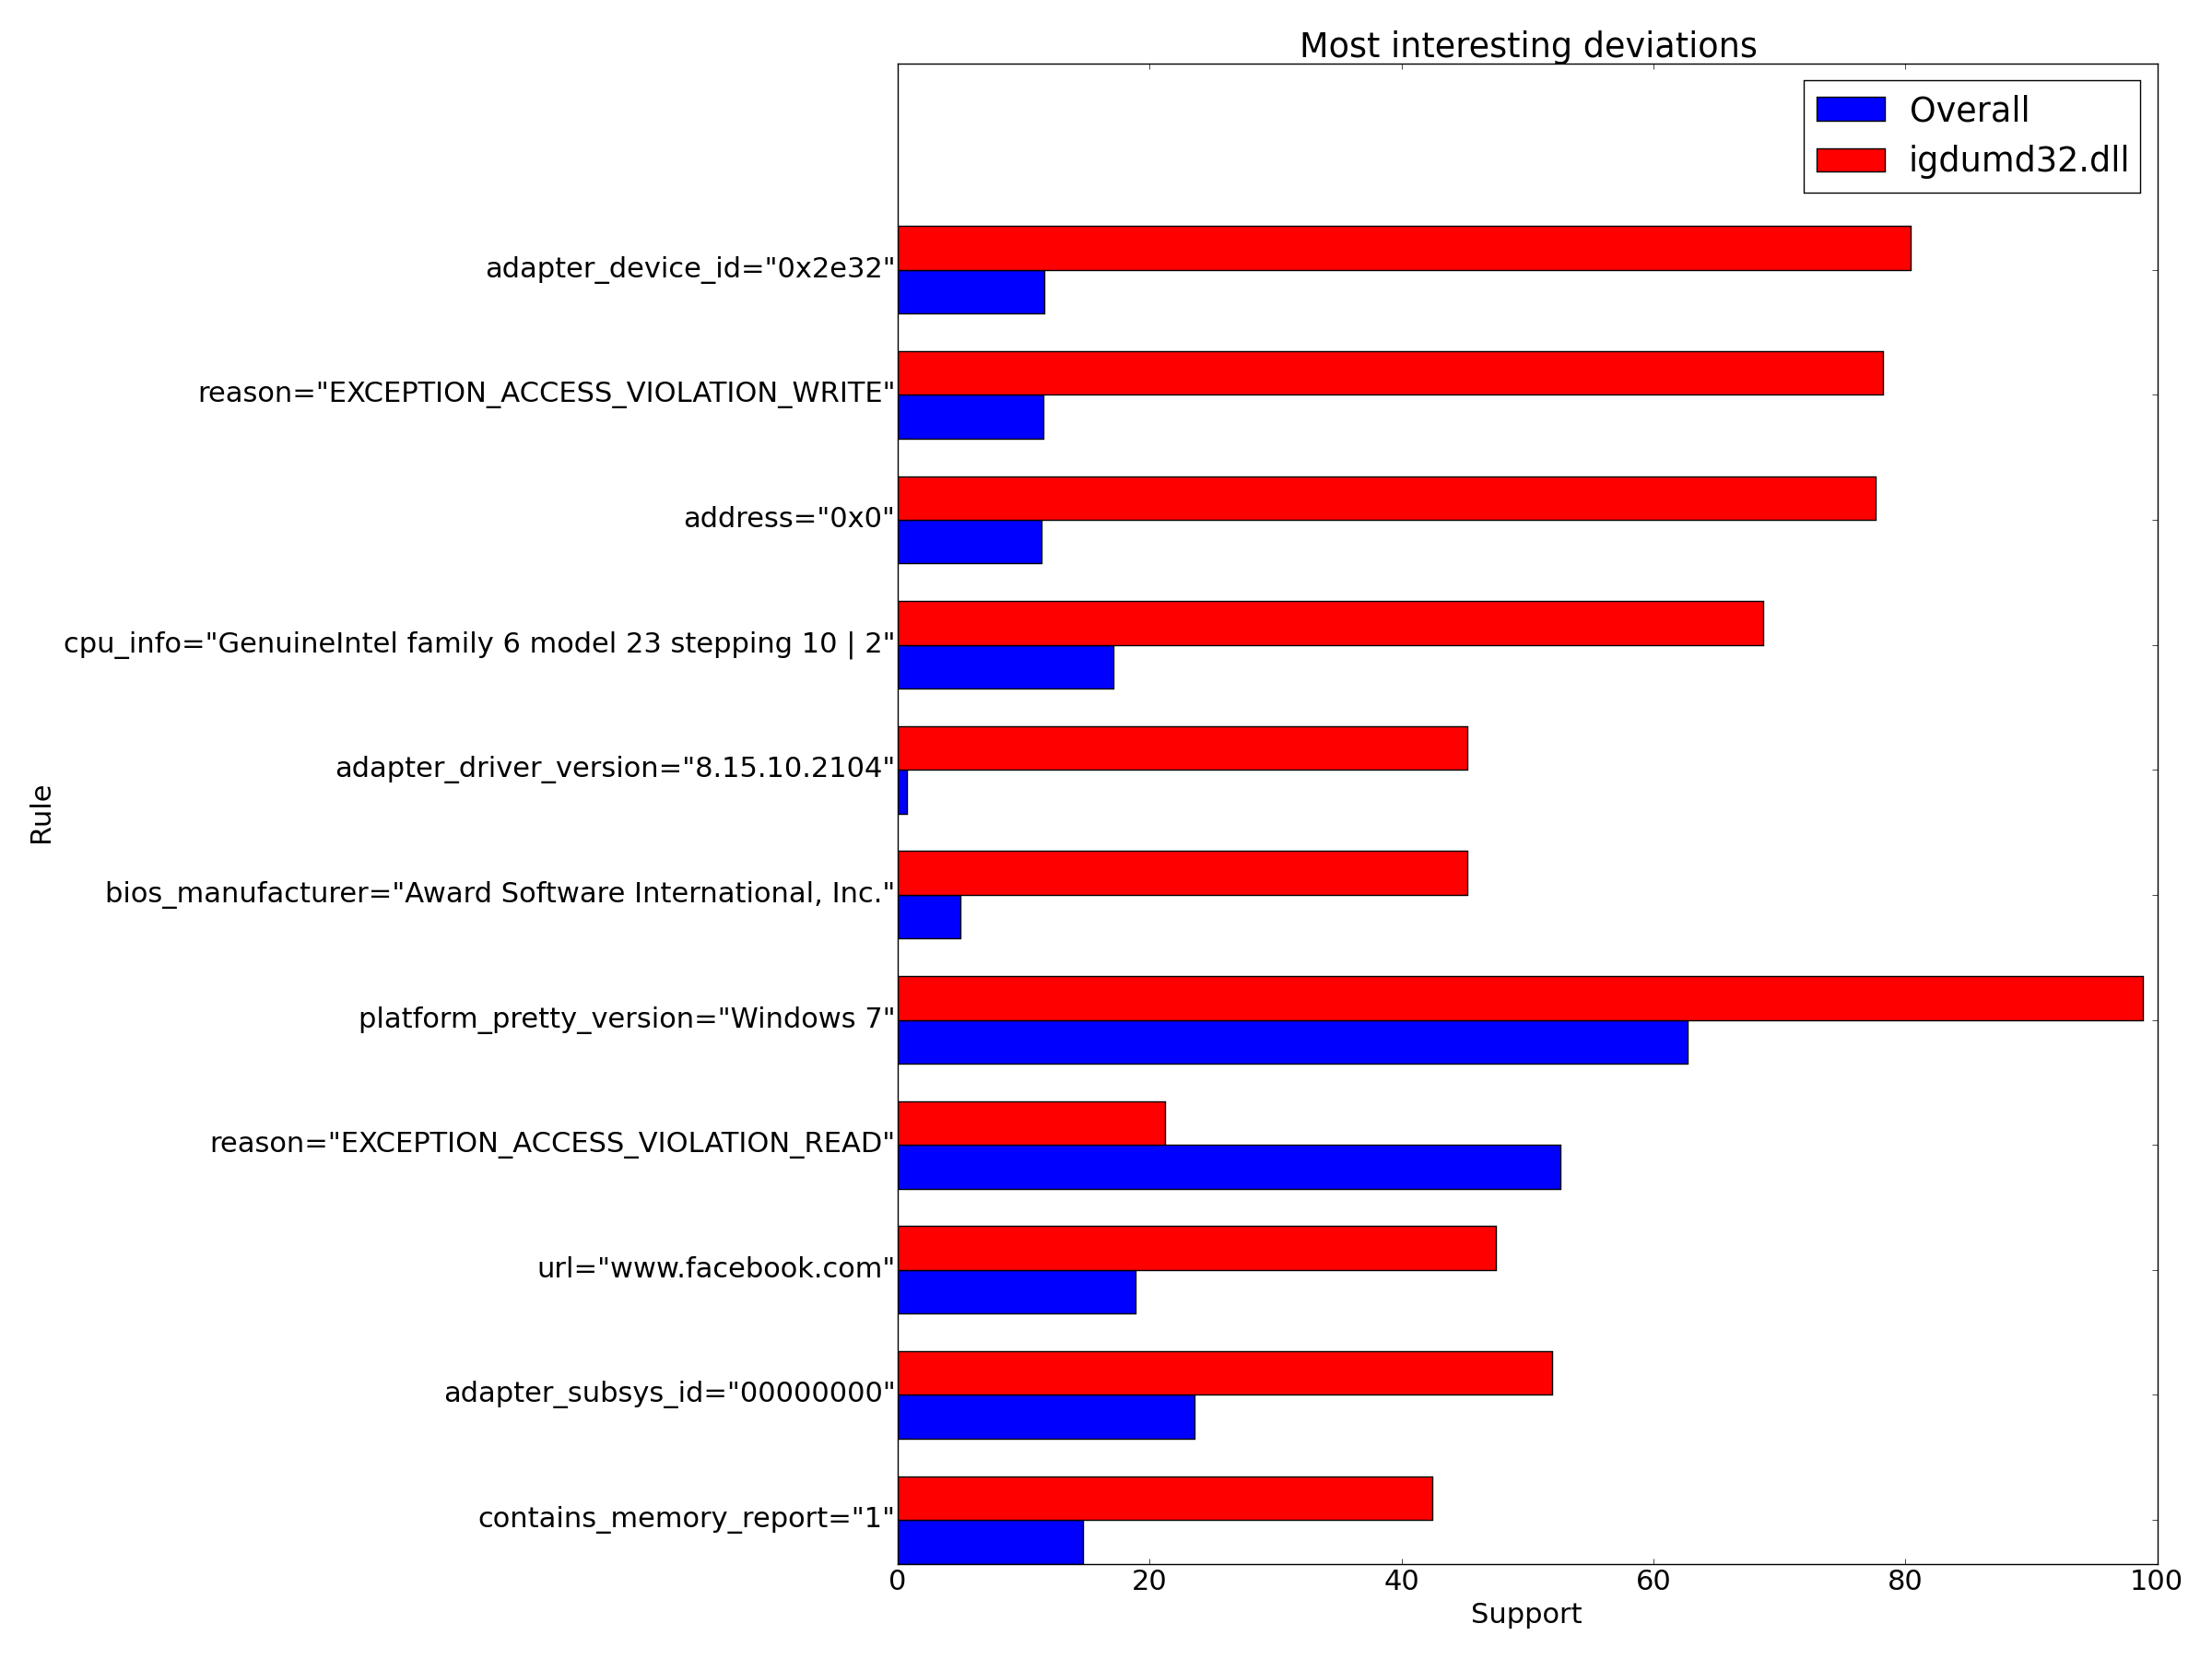 Most interesting deviations
Overall
igdumd32.dll
adapter_device_id="0x2e32"
reason="EXCEPTION_ACCESS_VIOLATION_WRITE"
address="0x0"
cpu_info="GenuineIntel family 6 model 23 stepping 10 | 2"
adapter_driver_version="8.15.10.2104"
bios_manufacturer="Award Software International, Inc."
platform_pretty_version="Windows 7"
reason="EXCEPTION_ACCESS_VIOLATION_READ"
url="www.facebook.com"
adapter_subsys_id="00000000"
contains_memory_report="1"
Rule
0 20 40 60 80 100
Support